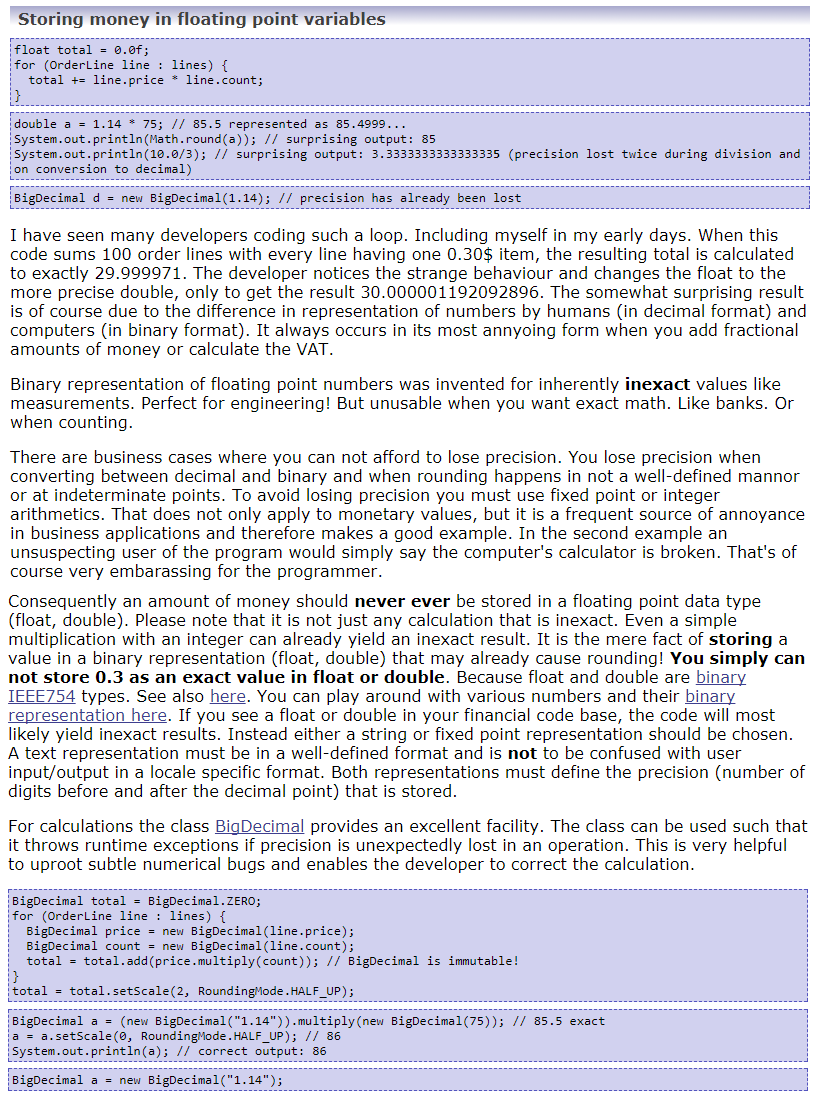 Storing money in floating point variables
float total = 0.0f;
for (OrderLine line : lines) {
  total += line.price * line.count;
}
double a = 1.14 * 75; // 85.5 represented as 85.4999...
System.out.println(Math.round(a)); // surprising output: 85
System.out.println(10.0/3); // surprising output: 3.3333333333333335 (precision lost twice during division and
on conversion to decimal)
BigDecimal d = new BigDecimal(1.14); // precision has already been lost
I have seen many developers coding such a loop. Including myself in my early days. When this
code sums 100 order lines with every line having one 0.30$ item, the resulting total is calculated
to exactly 29.999971. The developer notices the strange behaviour and changes the float to the
more precise double, only to get the result 30.000001192092896. The somewhat surprising result
is of course due to the difference in representation of numbers by humans (in decimal format) and
computers (in binary format). It always occurs in its most annyoing form when you add fractional
amounts of money or calculate the VAT.
Binary representation of floating point numbers was invented for inherently inexact values like
measurements. Perfect for engineering! But unusable when you want exact math. Like banks. Or
when counting.
There are business cases where you can not afford to lose precision. You lose precision when
converting between decimal and binary and when rounding happens in not a well-defined mannor
or at indeterminate points. To avoid losing precision you must use fixed point or integer
arithmetics. That does not only apply to monetary values, but it is a frequent source of annoyance
in business applications and therefore makes a good example. In the second example an
unsuspecting user of the program would simply say the computer's calculator is broken. That's of
course very embarassing for the programmer.
Consequently an amount of money should never ever be stored in a floating point data type
(float, double). Please note that it is not just any calculation that is inexact. Even a simple
multiplication with an integer can already yield an inexact result. It is the mere fact of storing a
value in a binary representation (float, double) that may already cause rounding! You simply can
not store 0.3 as an exact value in float or double. Because float and double are binary
IEEE754 types. See also here. You can play around with various numbers and their binary
representation here. If you see a float or double in your financial code base, the code will most
likely yield inexact results. Instead either a string or fixed point representation should be chosen.
A text representation must be in a well-defined format and is not to be confused with user
input/output in a locale specific format. Both representations must define the precision (number of
digits before and after the decimal point) that is stored.
For calculations the class BigDecimal provides an excellent facility. The class can be used such that
it throws runtime exceptions if precision is unexpectedly lost in an operation. This is very helpful
to uproot subtle numerical bugs and enables the developer to correct the calculation.
BigDecimal total = BigDecimal.ZERO;
for (OrderLine line : lines) {
  BigDecimal price = new BigDecimal(line.price);
  BigDecimal count = new BigDecimal(line.count);
  total = total.add(price.multiply(count)); // BigDecimal is immutable!
}
total = total.setScale(2, RoundingMode.HALF_UP);
BigDecimal a = (new BigDecimal("1.14")).multiply(new BigDecimal(75)); // 85.5 exact
a = a.setScale(0, RoundingMode.HALF_UP); // 86
System.out.println(a); // correct output: 86
BigDecimal a = new BigDecimal("1.14");